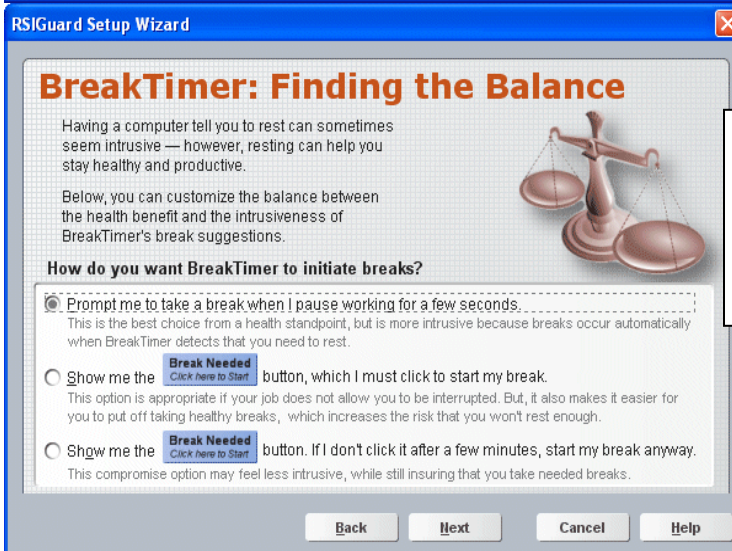 RSIGuard Setup Wizard
BreakTimer: Finding the Balance
Having a computer tell you to rest can sometimes
seem intrusive — however, resting can help you
stay healthy and productive.
Below, you can customize the balance between
the health benefit and the intrusiveness of
BreakTimer's break suggestions.
How do you want BreakTimer to initiate breaks?
Prompt me to take a break when I pause working for a few seconds.
This is the best choice from a health standpoint, but is more intrusive because breaks occur automatically
when BreakTimer detects that you need to rest.
Show me the Break Needed Click here to Start button, which I must click to start my break.
This option is appropriate if your job does not allow you to be interrupted. But, it also makes it easier for
you to put off taking healthy breaks, which increases the risk that you won't rest enough.
Show me the Break Needed Click here to Start button. If I don't click it after a few minutes, start my break anyway.
This compromise option may feel less intrusive, while still insuring that you take needed breaks.
Back Next Cancel Help